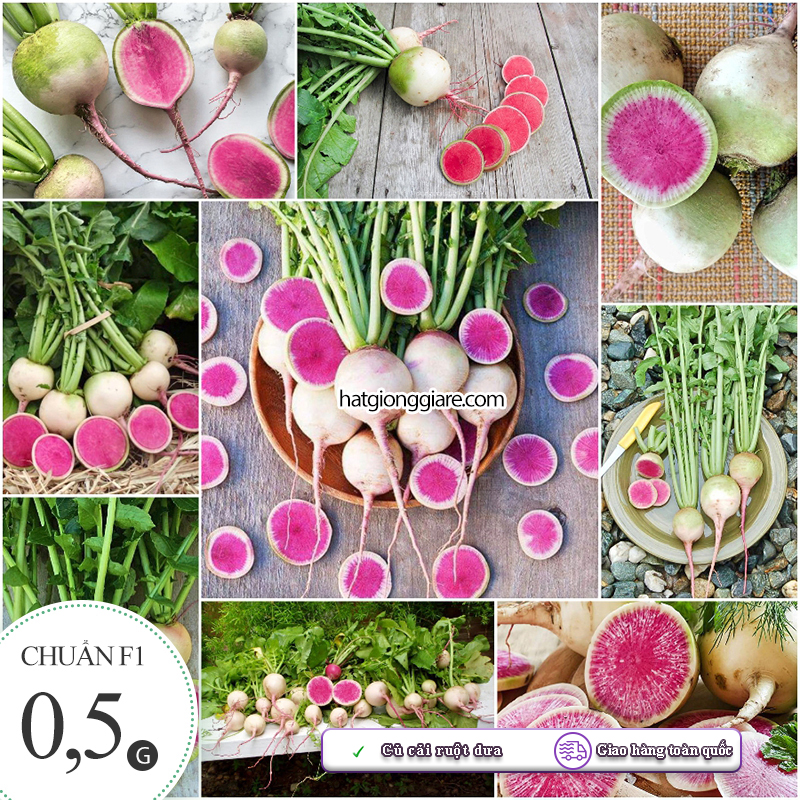 hatgionggiare.com
CHUẨN F1
0,5 G
Củ cải ruột dưa
Giao hàng toàn quốc